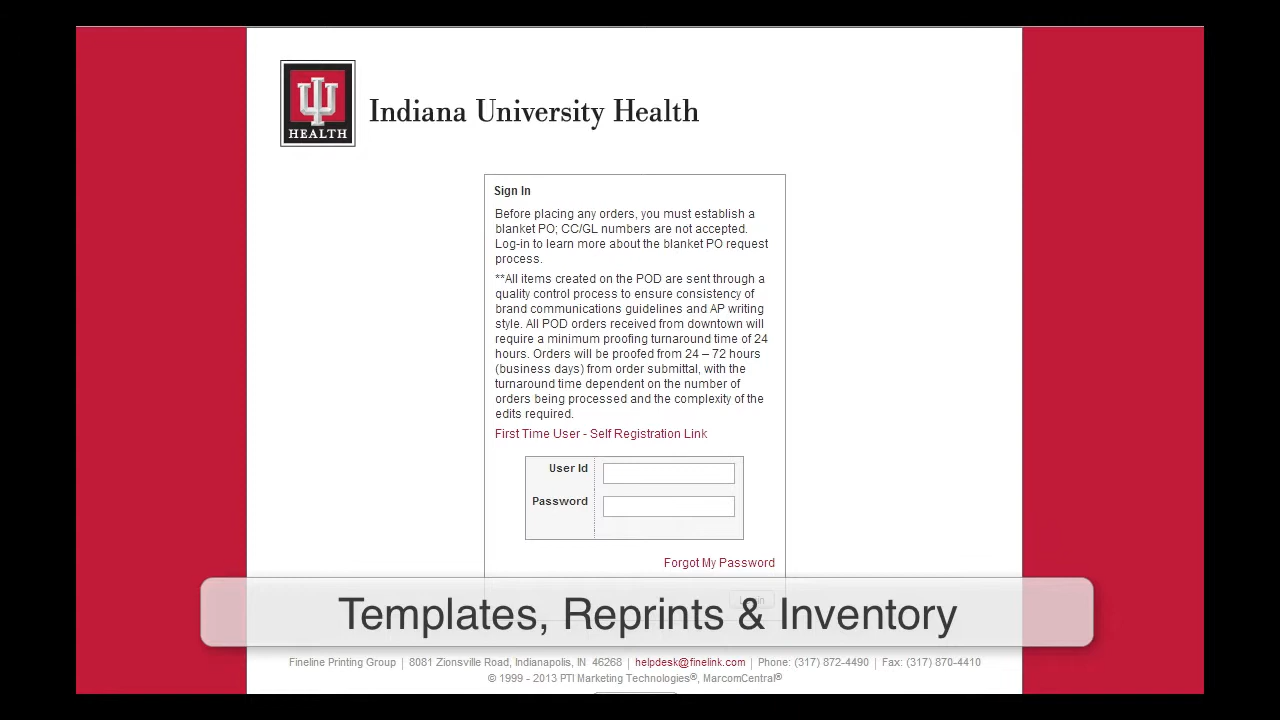 HEALTH
Indiana University Health
Sign In
Before placing any orders, you must establish a
blanket PO; CC/GL numbers are not accepted.
Log-in to learn more about the blanket PO request
process.
**All items created on the POD are sent through a
quality control process to ensure consistency of
brand communications guidelines and AP writing
style. All POD orders received from downtown will
require a minimum proofing turnaround time of 24
hours. Orders will be proofed from 24 – 72 hours
(business days) from order submittal, with the
turnaround time dependent on the number of
orders being processed and the complexity of the
edits required.
First Time User - Self Registration Link
User Id
Password
Forgot My Password
Templates, Reprints & Inventory
Fineline Printing Group | 8081 Zionsville Road, Indianapolis, IN 46268 | helpdesk@finelink.com | Phone: (317) 872-4490 | Fax: (317) 870-4410
© 1999 - 2013 PTI Marketing Technologies®, MarcomCentral®